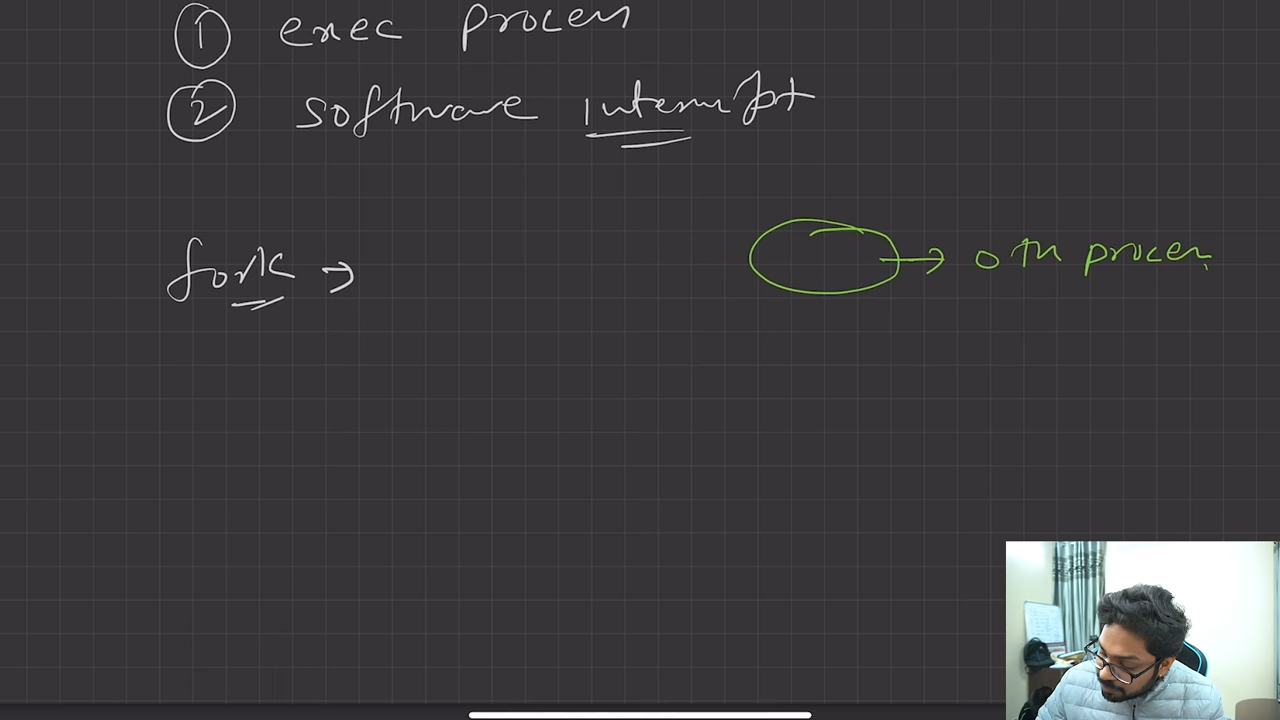 ① exec process
② software interrupt
fork →
→ 0th process